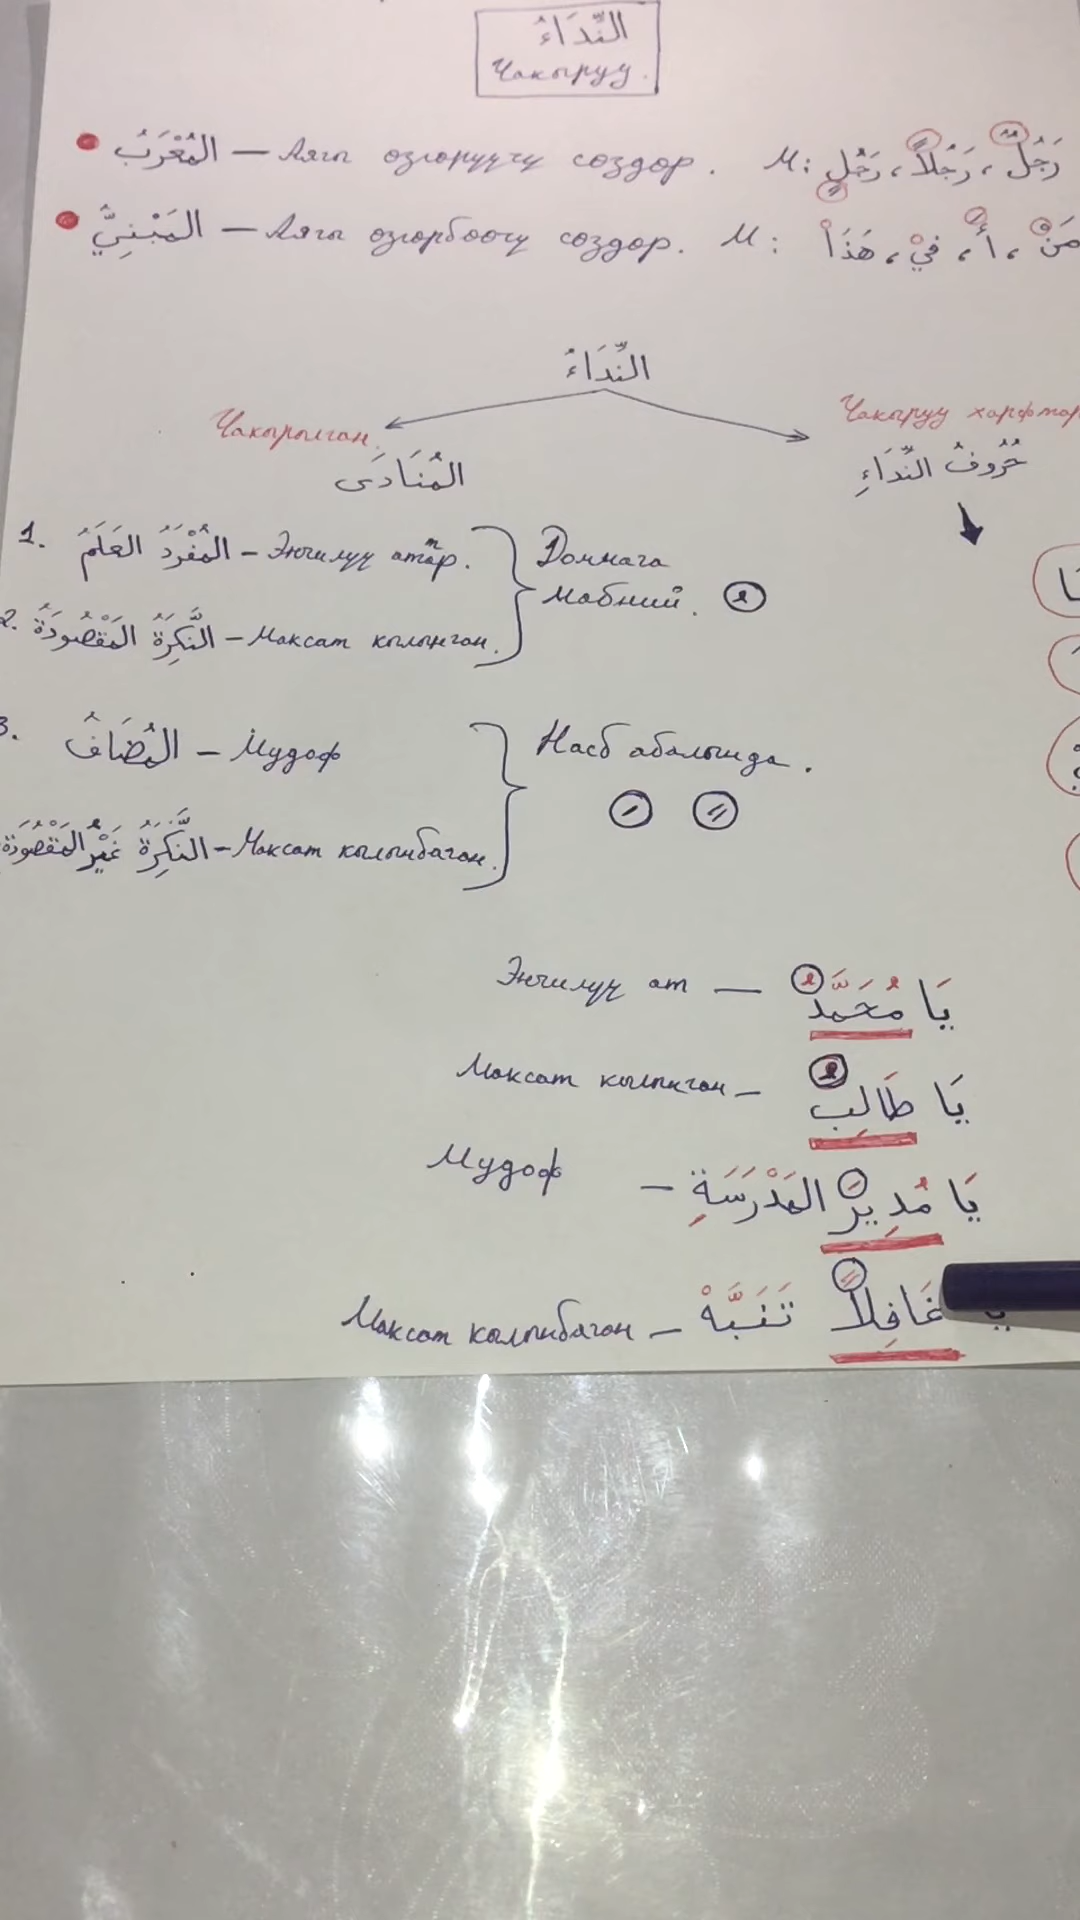 النِّدَاءُ
Чакыруу.
المُعْرَبُ — Аягы өзгөрүүчү сөздөр. М: رَجُلٌ، رَجُلاً، رَجُلٍ
المَبْنِيُّ — Аягы өзгөрбөөчү сөздөр. М: مَنْ، أَ، فِيْ، هَذَا
النِّدَاءُ
Чакырылган.
المُنَادَى
Чакыруу харфтар
حُرُوفُ النِّدَاءِ
1. المُفْرَدُ العَلَمُ – Энчилүү аттар.
2. النَّكِرَةُ المَقْصُودَةُ – Максат кылынган.
Доммага
мабний.
3. المُضَافُ – Мудоф
النَّكِرَةُ غَيْرُ المَقْصُودَةِ – Максат кылынбаган.
Насб абалында.
يَا مُحَمَّدُ — Энчилүү ат
يَا طَالِبُ – Максат кылынган
يَا مُدِيرَ المَدْرَسَةِ – Мудоф
غَافِلاً تَنَبَّهْ – Максат кылынбаган